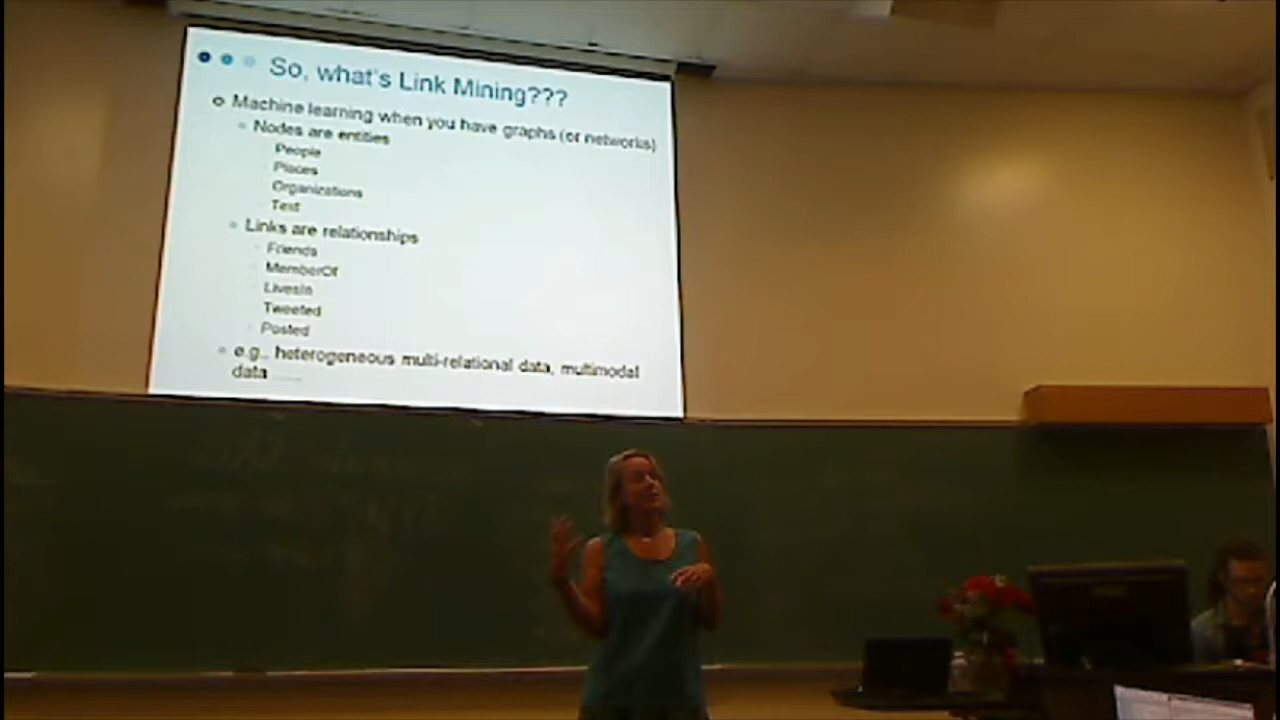 So, what's Link Mining???
Machine learning when you have graphs (or networks)
Nodes are entities
People
Places
Organizations
Text
Links are relationships
Friends
MemberOf
LivesIn
Tweeted
Posted
e.g., heterogeneous multi-relational data, multimodal
data